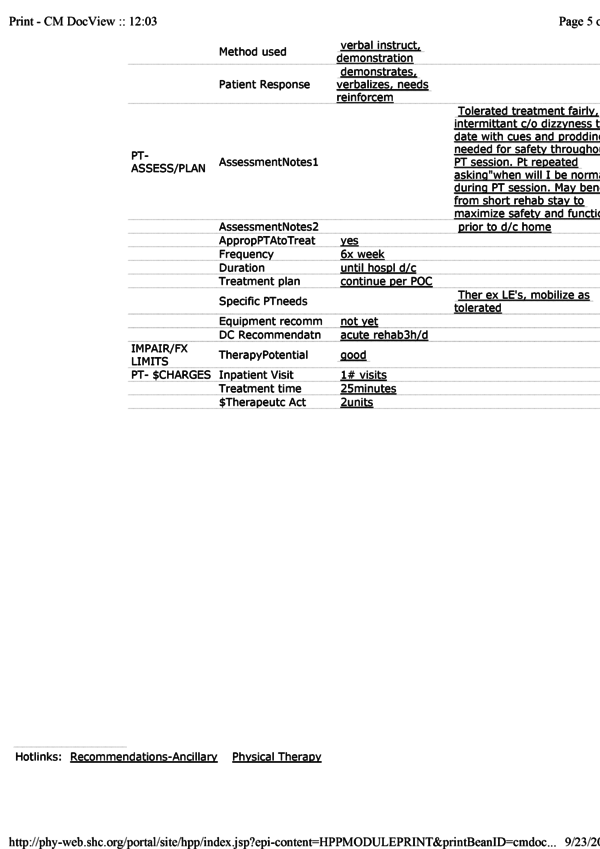 Print - CM DocView :: 12:03 Page 5 o
Method used verbal instruct,
demonstration
Patient Response demonstrates,
verbalizes, needs
reinforcem
PT-
ASSESS/PLAN AssessmentNotes1 Tolerated treatment fairly,
intermittant c/o dizzyness t
date with cues and prodding
needed for safety throughou
PT session. Pt repeated
asking"when will I be norma
during PT session. May ben
from short rehab stay to
maximize safety and functio
AssessmentNotes2 prior to d/c home
AppropPTAtoTreat yes
Frequency 6x week
Duration until hospl d/c
Treatment plan continue per POC
Specific PTneeds Ther ex LE's, mobilize as
tolerated
Equipment recomm not yet
DC Recommendatn acute rehab3h/d
IMPAIR/FX
LIMITS TherapyPotential good
PT- $CHARGES Inpatient Visit 1# visits
Treatment time 25minutes
$Therapeutc Act 2units
Hotlinks: Recommendations-Ancillary Physical Therapy
http://phy-web.shc.org/portal/site/hpp/index.jsp?epi-content=HPPMODULEPRINT&printBeanID=cmdoc... 9/23/20